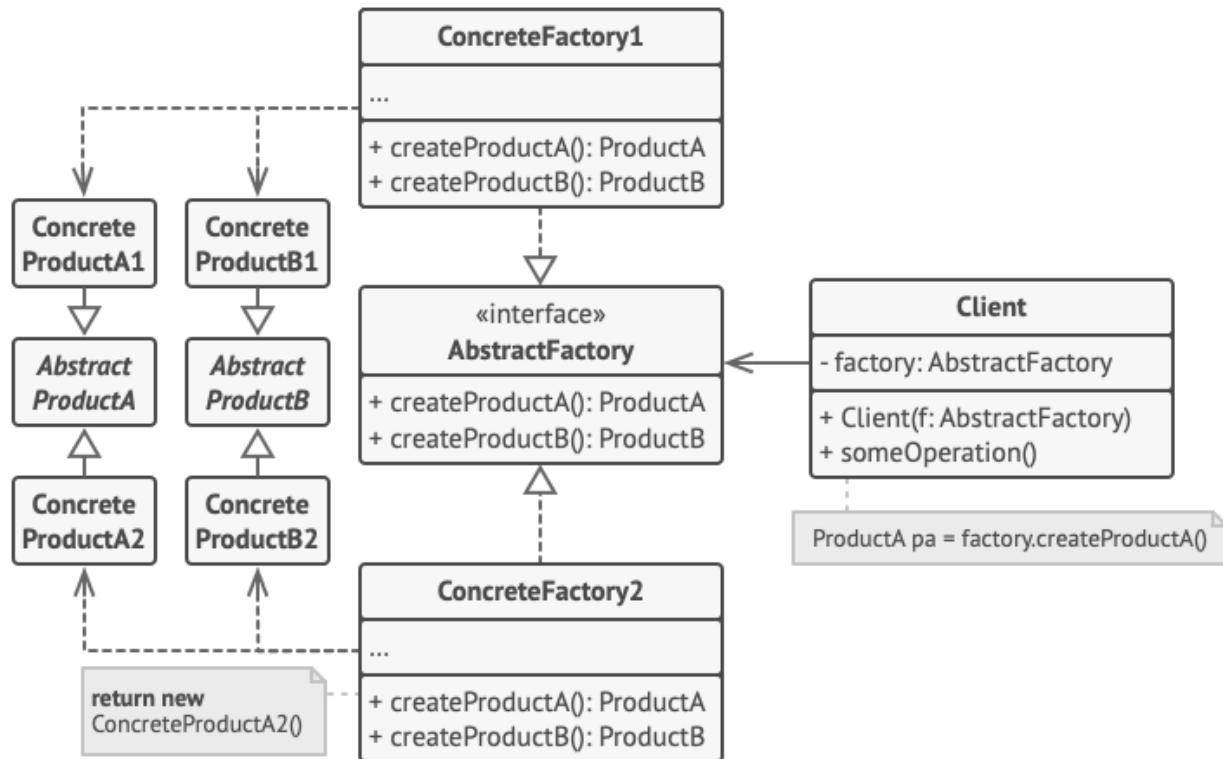 ConcreteFactory1
...
+ createProductA(): ProductA
+ createProductB(): ProductB
Concrete
ProductA1
Concrete
ProductB1
Abstract
ProductA
Abstract
ProductB
Concrete
ProductA2
Concrete
ProductB2
«interface»
AbstractFactory
+ createProductA(): ProductA
+ createProductB(): ProductB
Client
- factory: AbstractFactory
+ Client(f: AbstractFactory)
+ someOperation()
ProductA pa = factory.createProductA()
ConcreteFactory2
...
+ createProductA(): ProductA
+ createProductB(): ProductB
return new
ConcreteProductA2()